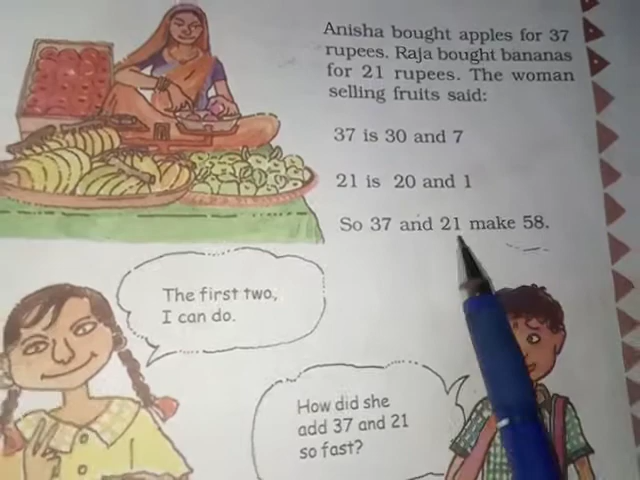 Anisha bought apples for 37
rupees. Raja bought bananas
for 21 rupees. The woman
selling fruits said:
37 is 30 and 7
21 is 20 and 1
So 37 and 21 make 58.
The first two,
I can do.
How did she
add 37 and 21
so fast?